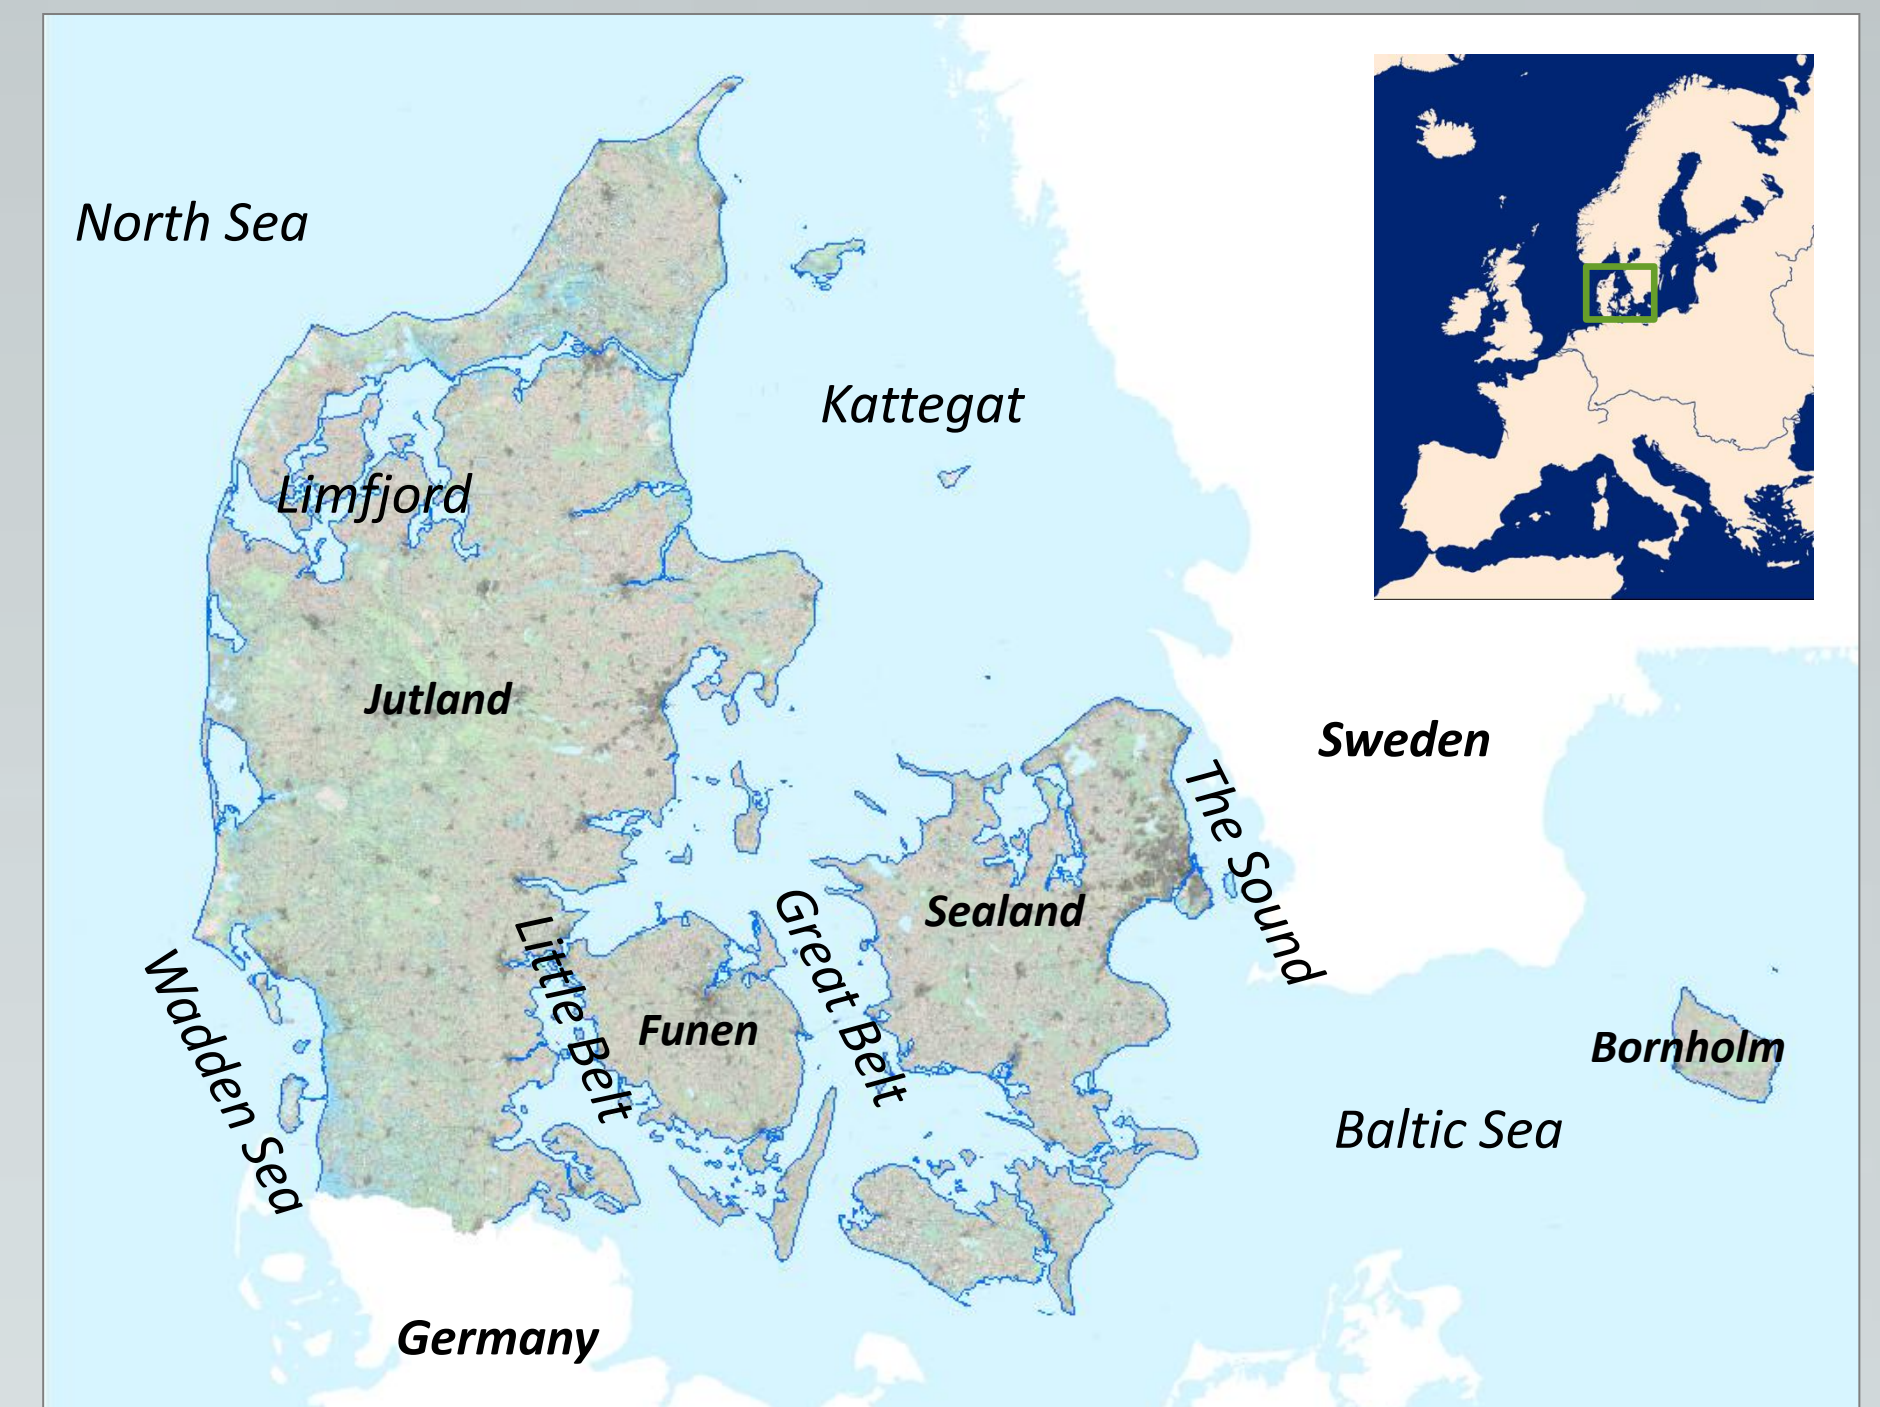 North Sea
Kattegat
Limfjord
Jutland
Sweden
The Sound
Sealand
Great Belt
Little Belt
Wadden Sea
Funen
Bornholm
Baltic Sea
Germany